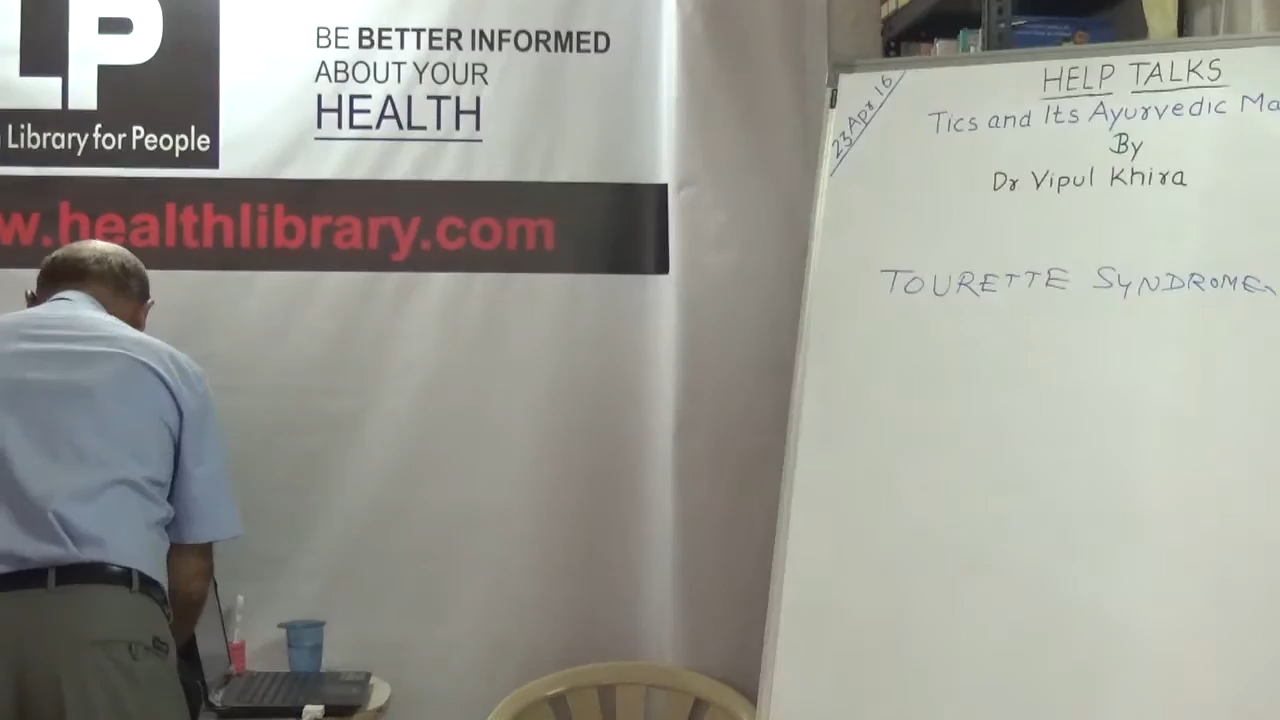 LP
Library for People
BE BETTER INFORMED
ABOUT YOUR
HEALTH
w.healthlibrary.com
23 Apr 16
HELP TALKS
Tics and Its Ayurvedic Ma
By
Dr Vipul Khira
TOURETTE SYNDROME